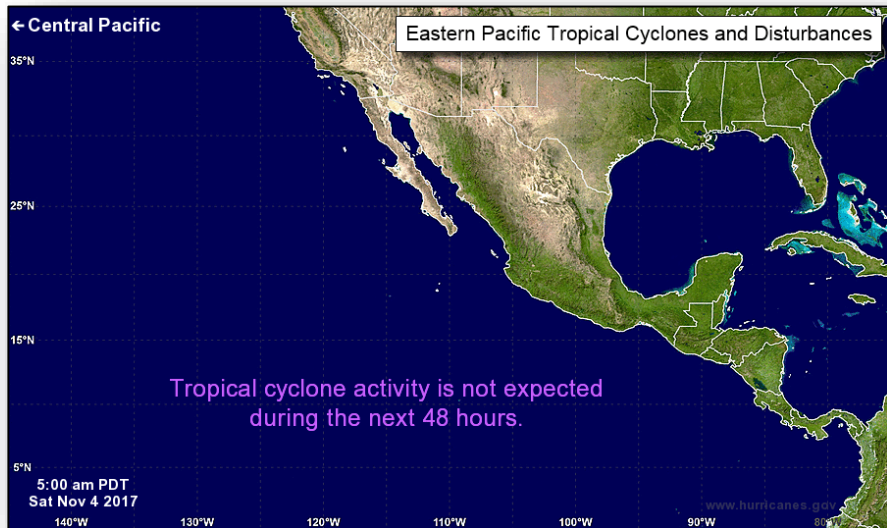 ← Central Pacific
Eastern Pacific Tropical Cyclones and Disturbances
35°N
25°N
15°N
Tropical cyclone activity is not expected
during the next 48 hours.
5°N
5:00 am PDT
Sat Nov 4 2017
www.hurricanes.gov
140°W
130°W
120°W
110°W
100°W
90°W
80°W